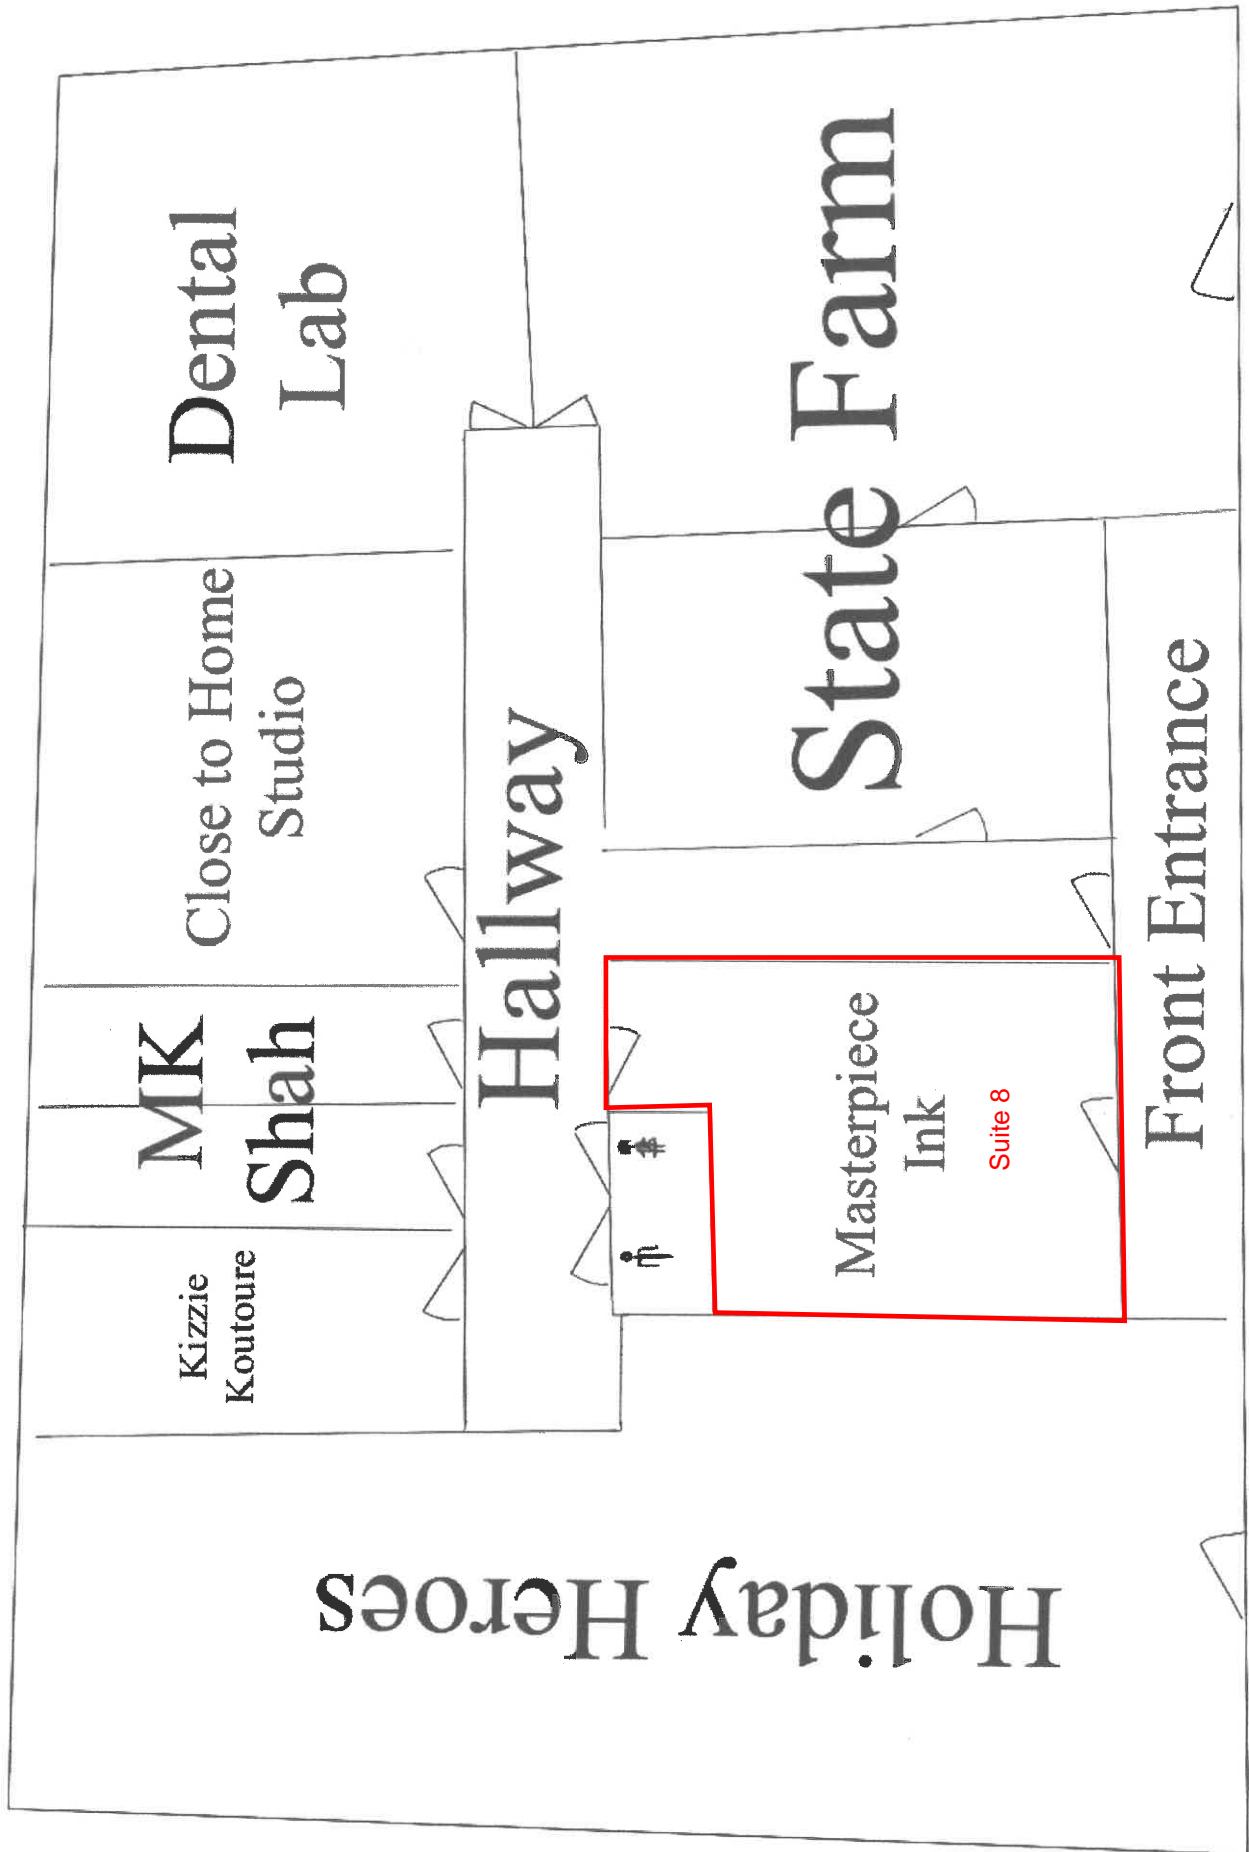 Dental
Lab
Close to Home
Studio
MK
Shah
Kizzie
Koutoure
Hallway
State Farm
Masterpiece
Ink
Suite 8
Front Entrance
Holiday Heroes